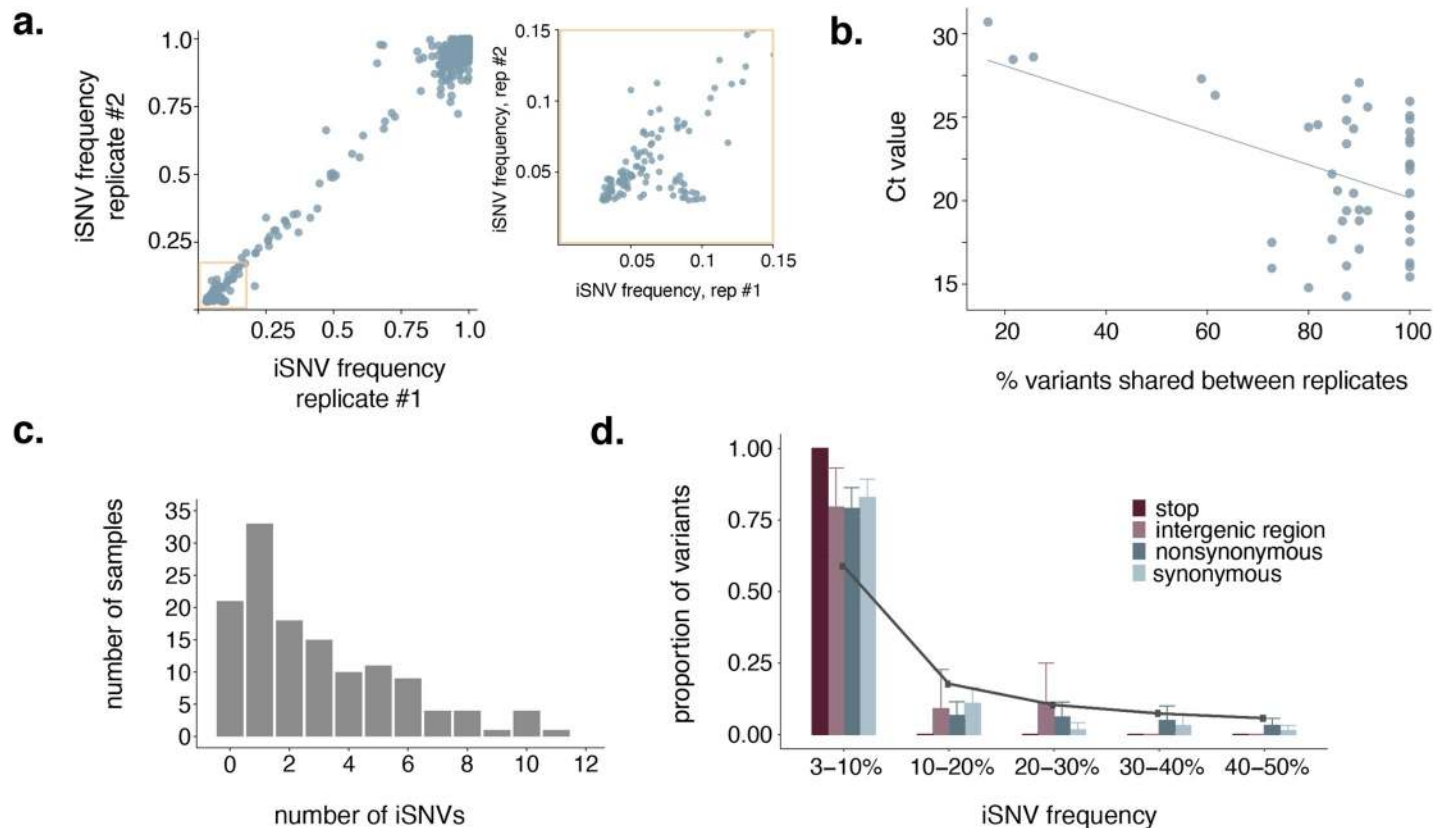 a.
1.0
0.75
0.5
0.25
iSNV frequency
replicate #2
0.25 0.5 0.75 1.0
iSNV frequency
replicate #1
0.15
0.1
0.05
iSNV frequency, rep #2
0.05 0.1 0.15
iSNV frequency, rep #1
b.
30
25
20
15
Ct value
20 40 60 80 100
% variants shared between replicates
c.
35
30
25
20
15
10
5
0
number of samples
0 2 4 6 8 10 12
number of iSNVs
d.
1.00
0.75
0.50
0.25
0.00
proportion of variants
stop
intergenic region
nonsynonymous
synonymous
3–10% 10–20% 20–30% 30–40% 40–50%
iSNV frequency